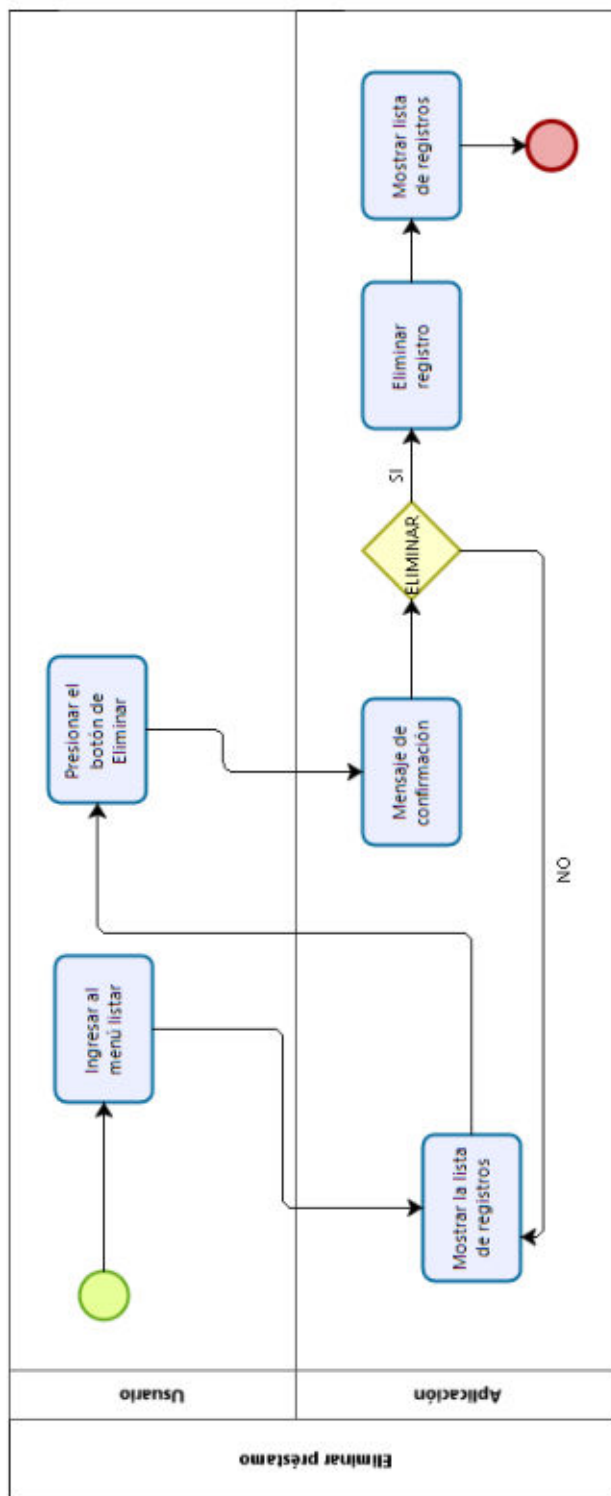 Eliminar préstamo
Usuario
Aplicación
Ingresar al
menú listar
Mostrar la lista
de registros
Presionar el
botón de
Eliminar
Mensaje de
confirmación
ELIMINAR
SI
NO
Eliminar
registro
Mostrar lista
de registros